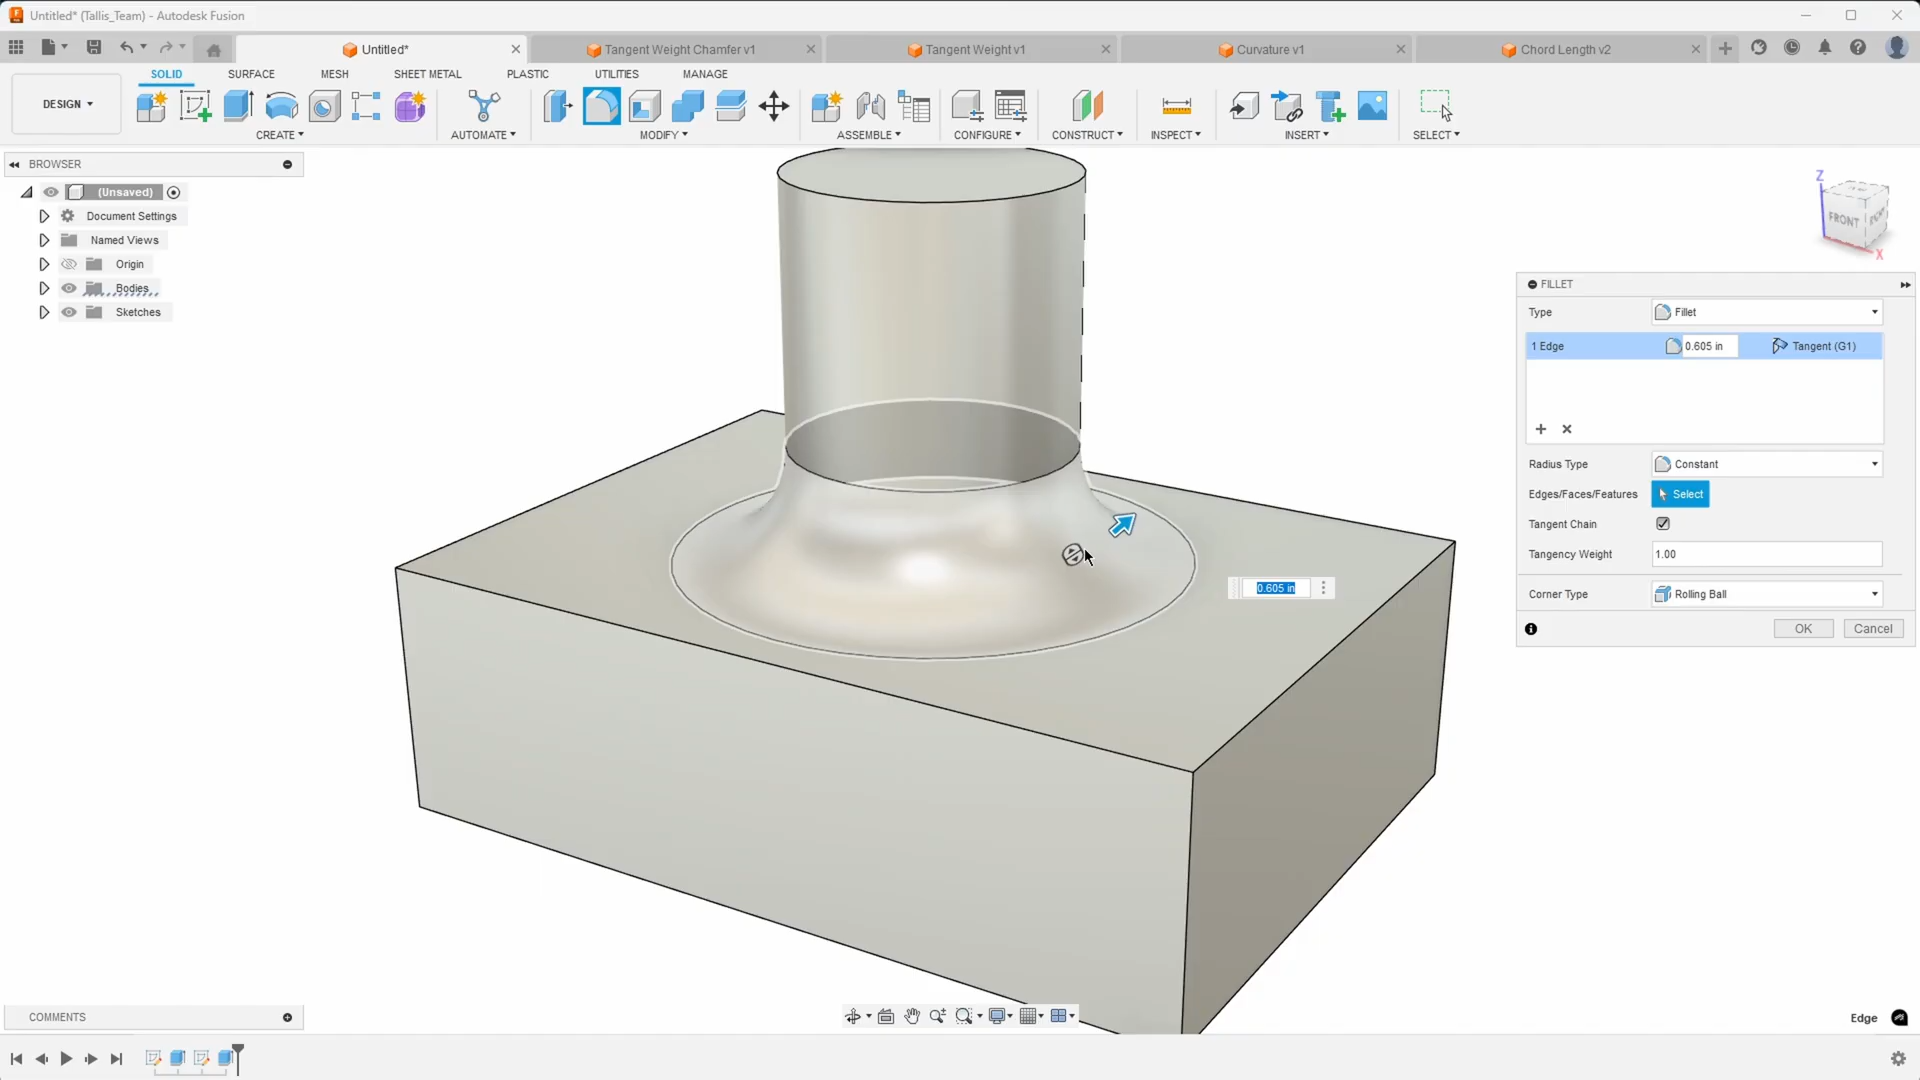 Untitled* (Tallis_Team) - Autodesk Fusion
Untitled*
Tangent Weight Chamfer v1
Tangent Weight v1
Curvature v1
Chord Length v2
SOLID
SURFACE
MESH
SHEET METAL
PLASTIC
UTILITIES
MANAGE
DESIGN
CREATE
AUTOMATE
MODIFY
ASSEMBLE
CONFIGURE
CONSTRUCT
INSPECT
INSERT
SELECT
BROWSER
(Unsaved)
Document Settings
Named Views
Origin
Bodies
Sketches
Z
FRONT
X
FILLET
Type
Fillet
1 Edge
0.605 in
Tangent (G1)
Radius Type
Constant
Edges/Faces/Features
Select
Tangent Chain
Tangency Weight
1.00
Corner Type
Rolling Ball
OK
Cancel
0.605 in
COMMENTS
Edge